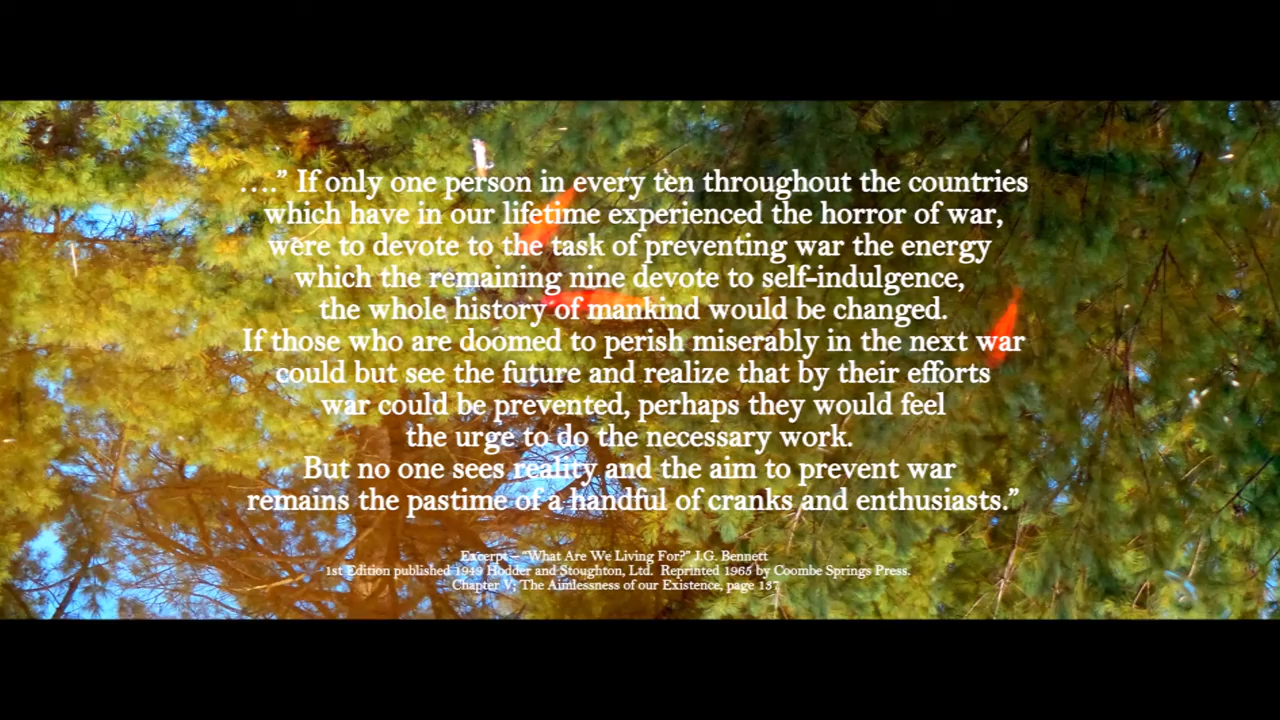 ….” If only one person in every ten throughout the countries
which have in our lifetime experienced the horror of war,
were to devote to the task of preventing war the energy
which the remaining nine devote to self-indulgence,
the whole history of mankind would be changed.
If those who are doomed to perish miserably in the next war
could but see the future and realize that by their efforts
war could be prevented, perhaps they would feel
the urge to do the necessary work.
But no one sees reality and the aim to prevent war
remains the pastime of a handful of cranks and enthusiasts.”
Excerpt – “What Are We Living For?” J.G. Bennett
1st Edition published 1949 Hodder and Stoughton, Ltd. Reprinted 1965 by Coombe Springs Press.
Chapter V; The Aimlessness of our Existence, page 137